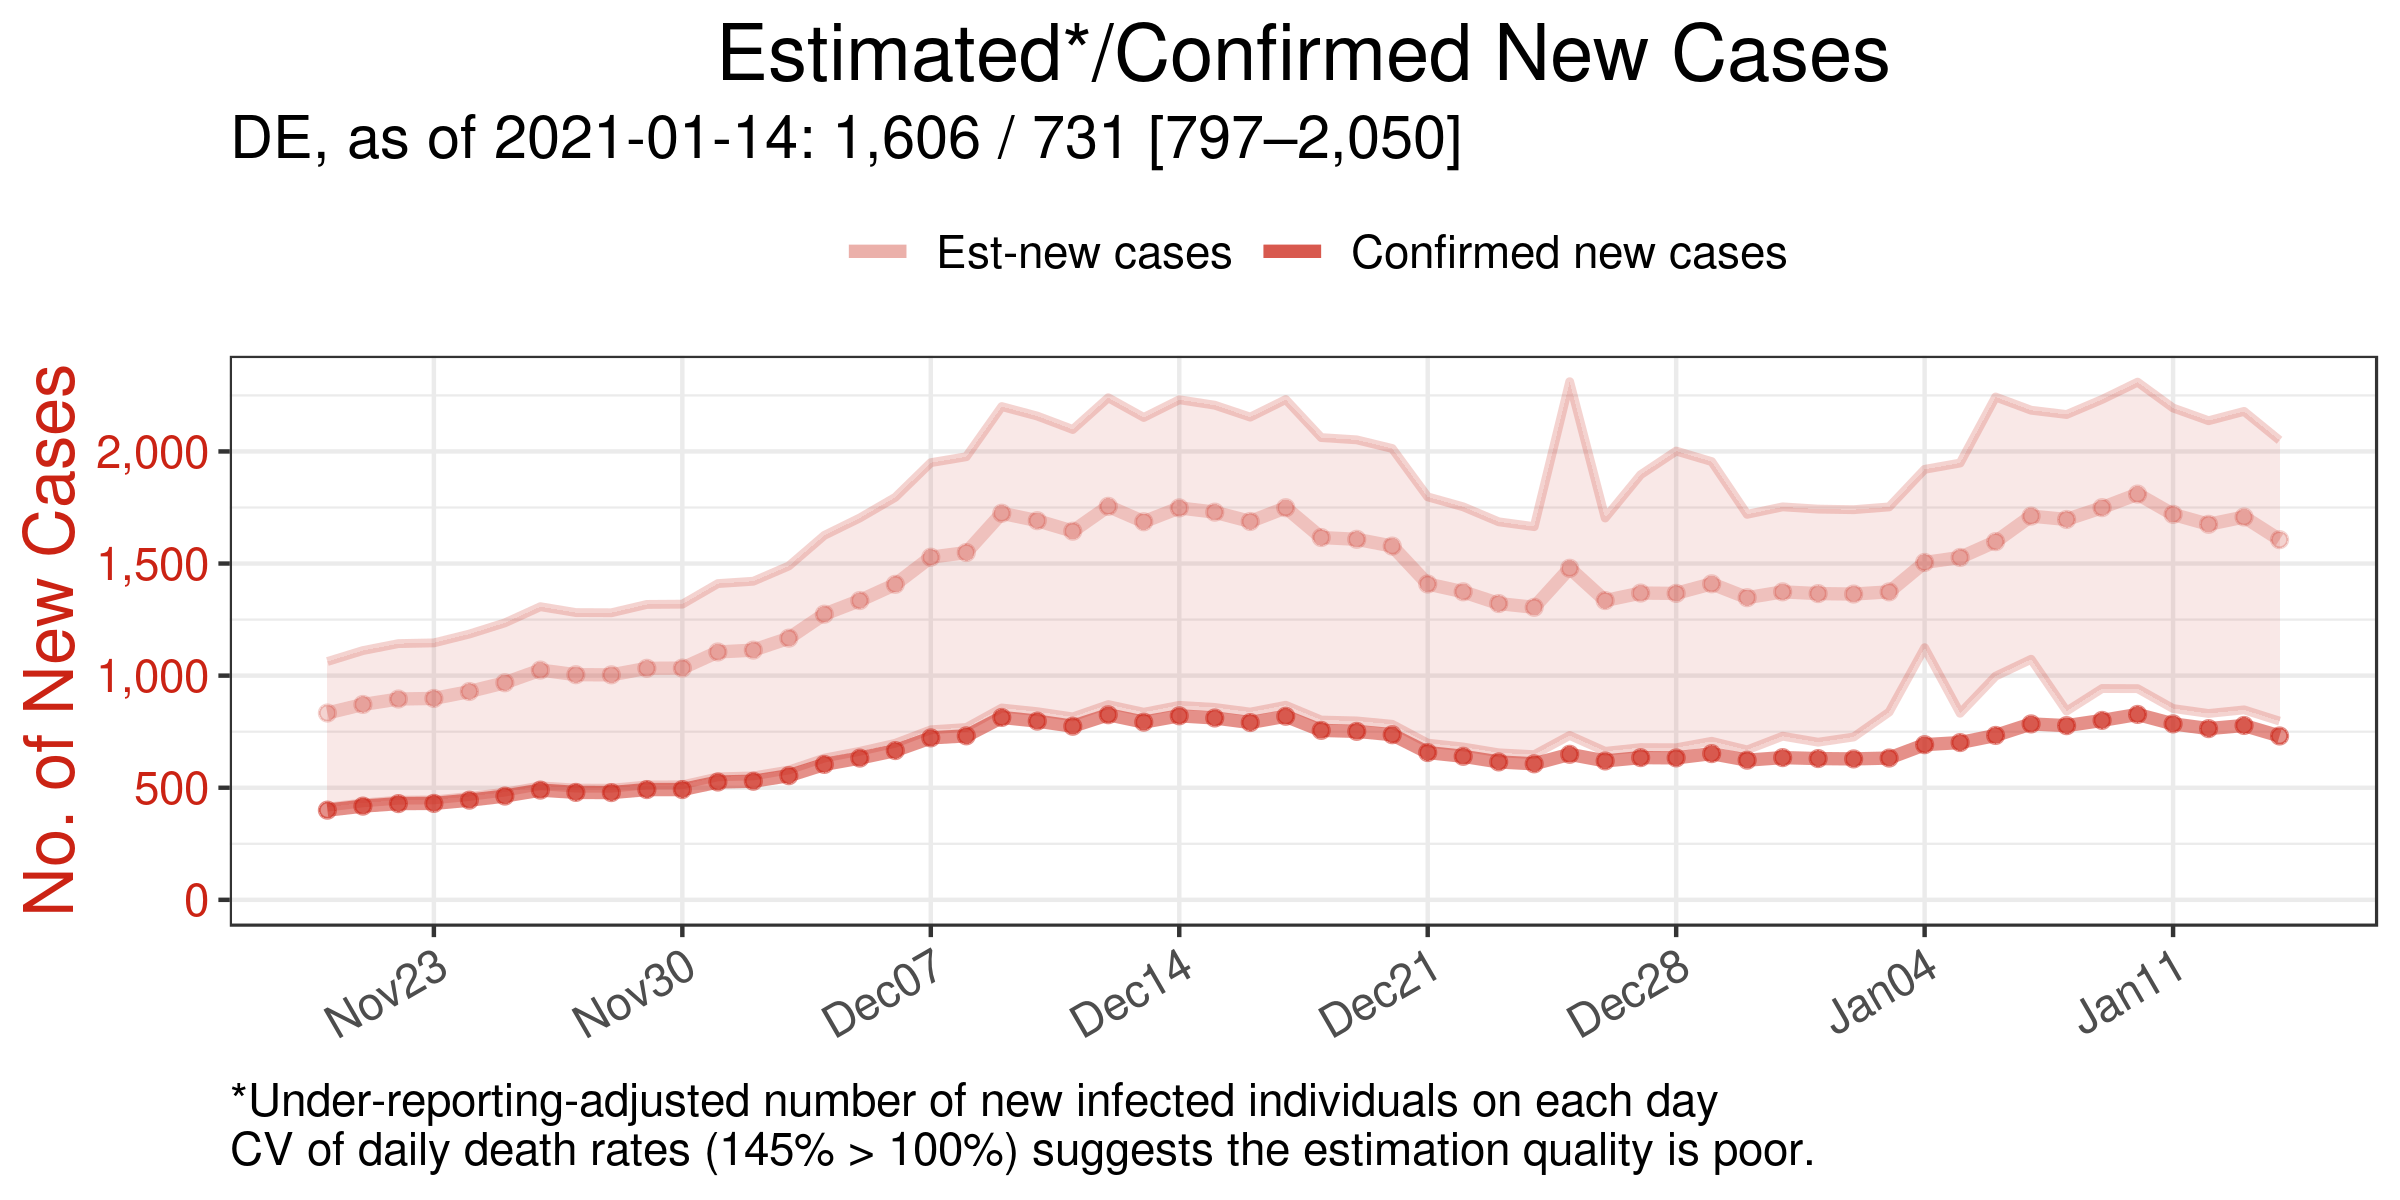 Estimated*/Confirmed New Cases
DE, as of 2021-01-14: 1,606 / 731 [797–2,050]
Est-new cases
Confirmed new cases
No. of New Cases
2,000
1,500
1,000
500
0
Nov23
Nov30
Dec07
Dec14
Dec21
Dec28
Jan04
Jan11
*Under-reporting-adjusted number of new infected individuals on each day
CV of daily death rates (145% > 100%) suggests the estimation quality is poor.